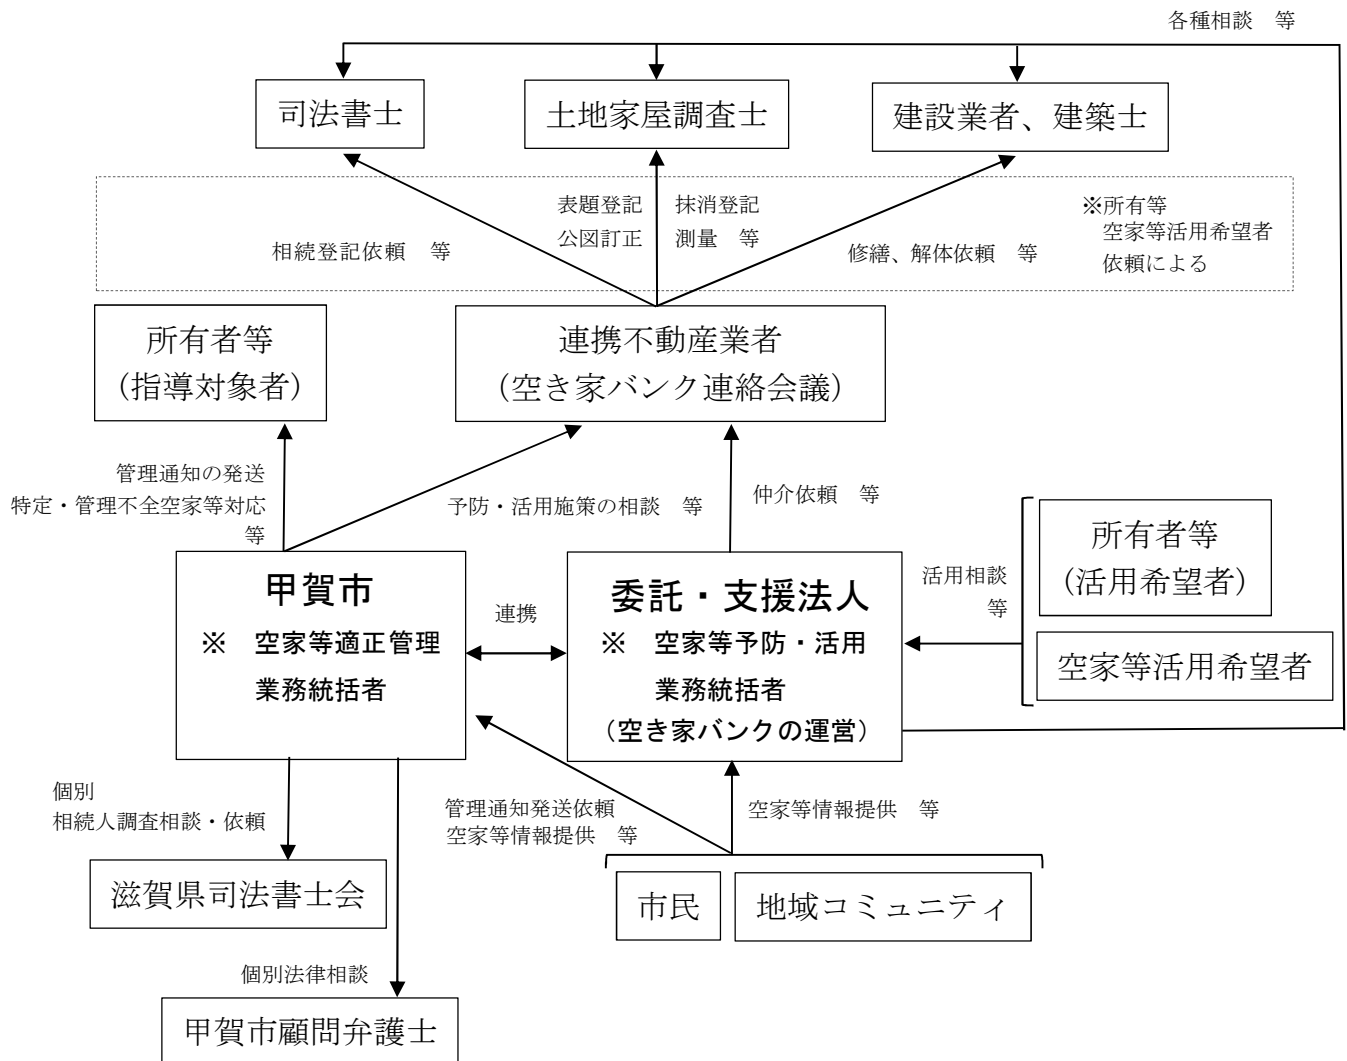 各種相談　等
司法書士
土地家屋調査士
建設業者、建築士
表題登記
公図訂正
抹消登記
測量　等
※所有等
空家等活用希望者
依頼による
相続登記依頼　等
修繕、解体依頼　等
所有者等
（指導対象者）
連携不動産業者
（空き家バンク連絡会議）
管理通知の発送
特定・管理不全空家等対応
等
予防・活用施策の相談　等
仲介依頼　等
所有者等
（活用希望者）
活用相談
等
空家等活用希望者
甲賀市
※　空家等適正管理
業務統括者
連携
委託・支援法人
※　空家等予防・活用
業務統括者
（空き家バンクの運営）
個別
相続人調査相談・依頼
管理通知発送依頼
空家等情報提供　等
空家等情報提供　等
滋賀県司法書士会
市民
地域コミュニティ
個別法律相談
甲賀市顧問弁護士